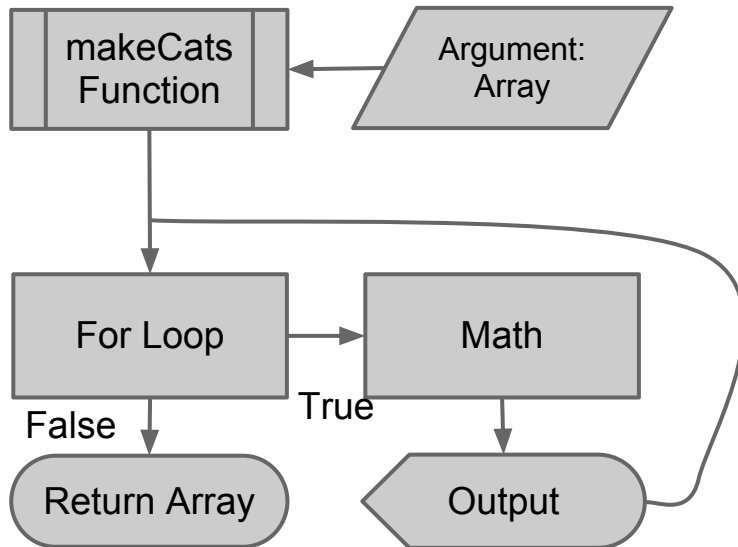 makeCats
Function
Argument:
Array
For Loop
Math
True
False
Return Array
Output